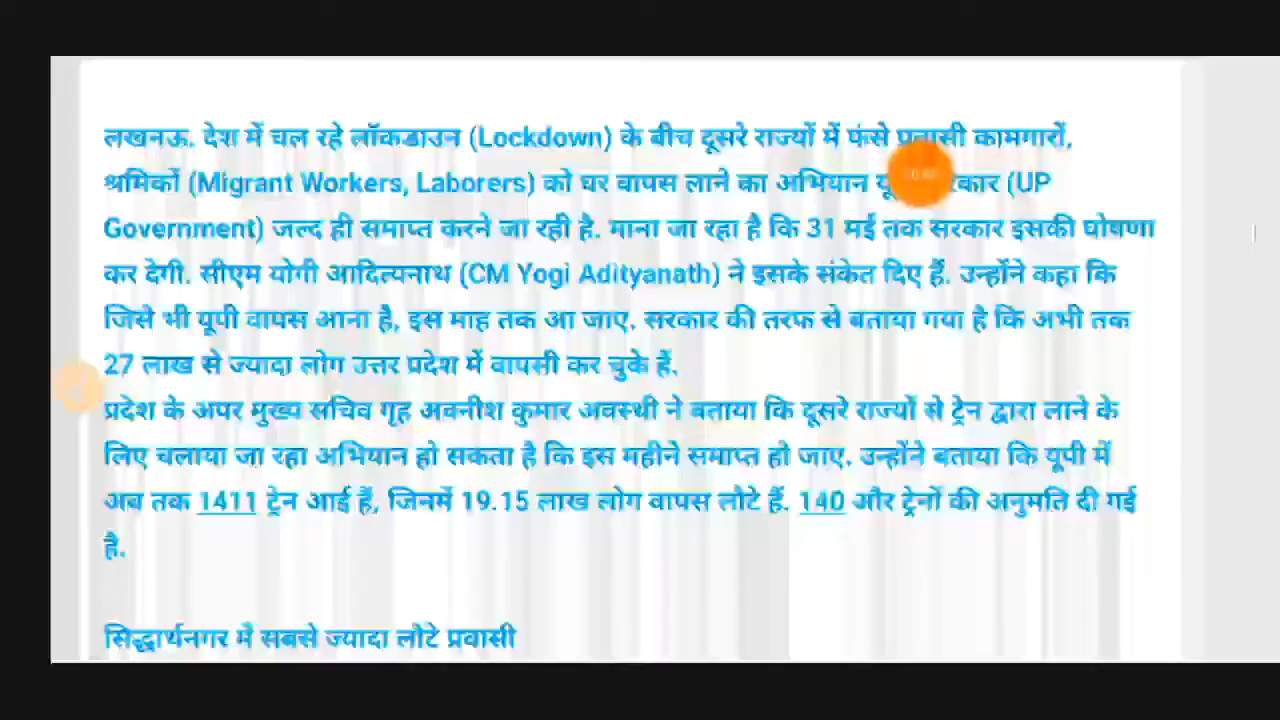 लखनऊ. देश में चल रहे लॉकडाउन (Lockdown) के बीच दूसरे राज्यों में फंसे प्रवासी कामगारों,
श्रमिकों (Migrant Workers, Laborers) को घर वापस लाने का अभियान (UP
Government) जल्द ही समाप्त करने जा रही है. माना जा रहा है कि 31 मई तक सरकार इसकी घोषणा
कर देगी. सीएम योगी आदित्यनाथ (CM Yogi Adityanath) ने इसके संकेत दिए हैं. उन्होंने कहा कि
जिसे भी यूपी वापस आना है, इस माह तक आ जाए. सरकार की तरफ से बताया गया है कि अभी तक
27 लाख से ज्यादा लोग उत्तर प्रदेश में वापसी कर चुके हैं.
प्रदेश के अपर मुख्य सचिव गृह अवनीश कुमार अवस्थी ने बताया कि दूसरे राज्यों से ट्रेन द्वारा लाने के
लिए चलाया जा रहा अभियान हो सकता है कि इस महीने समाप्त हो जाए. उन्होंने बताया कि यूपी में
अब तक 1411 ट्रेन आई हैं, जिनमें 19.15 लाख लोग वापस लौटे हैं. 140 और ट्रेनों की अनुमति दी गई
है.
सिद्धार्थनगर में सबसे ज्यादा लौटे प्रवासी